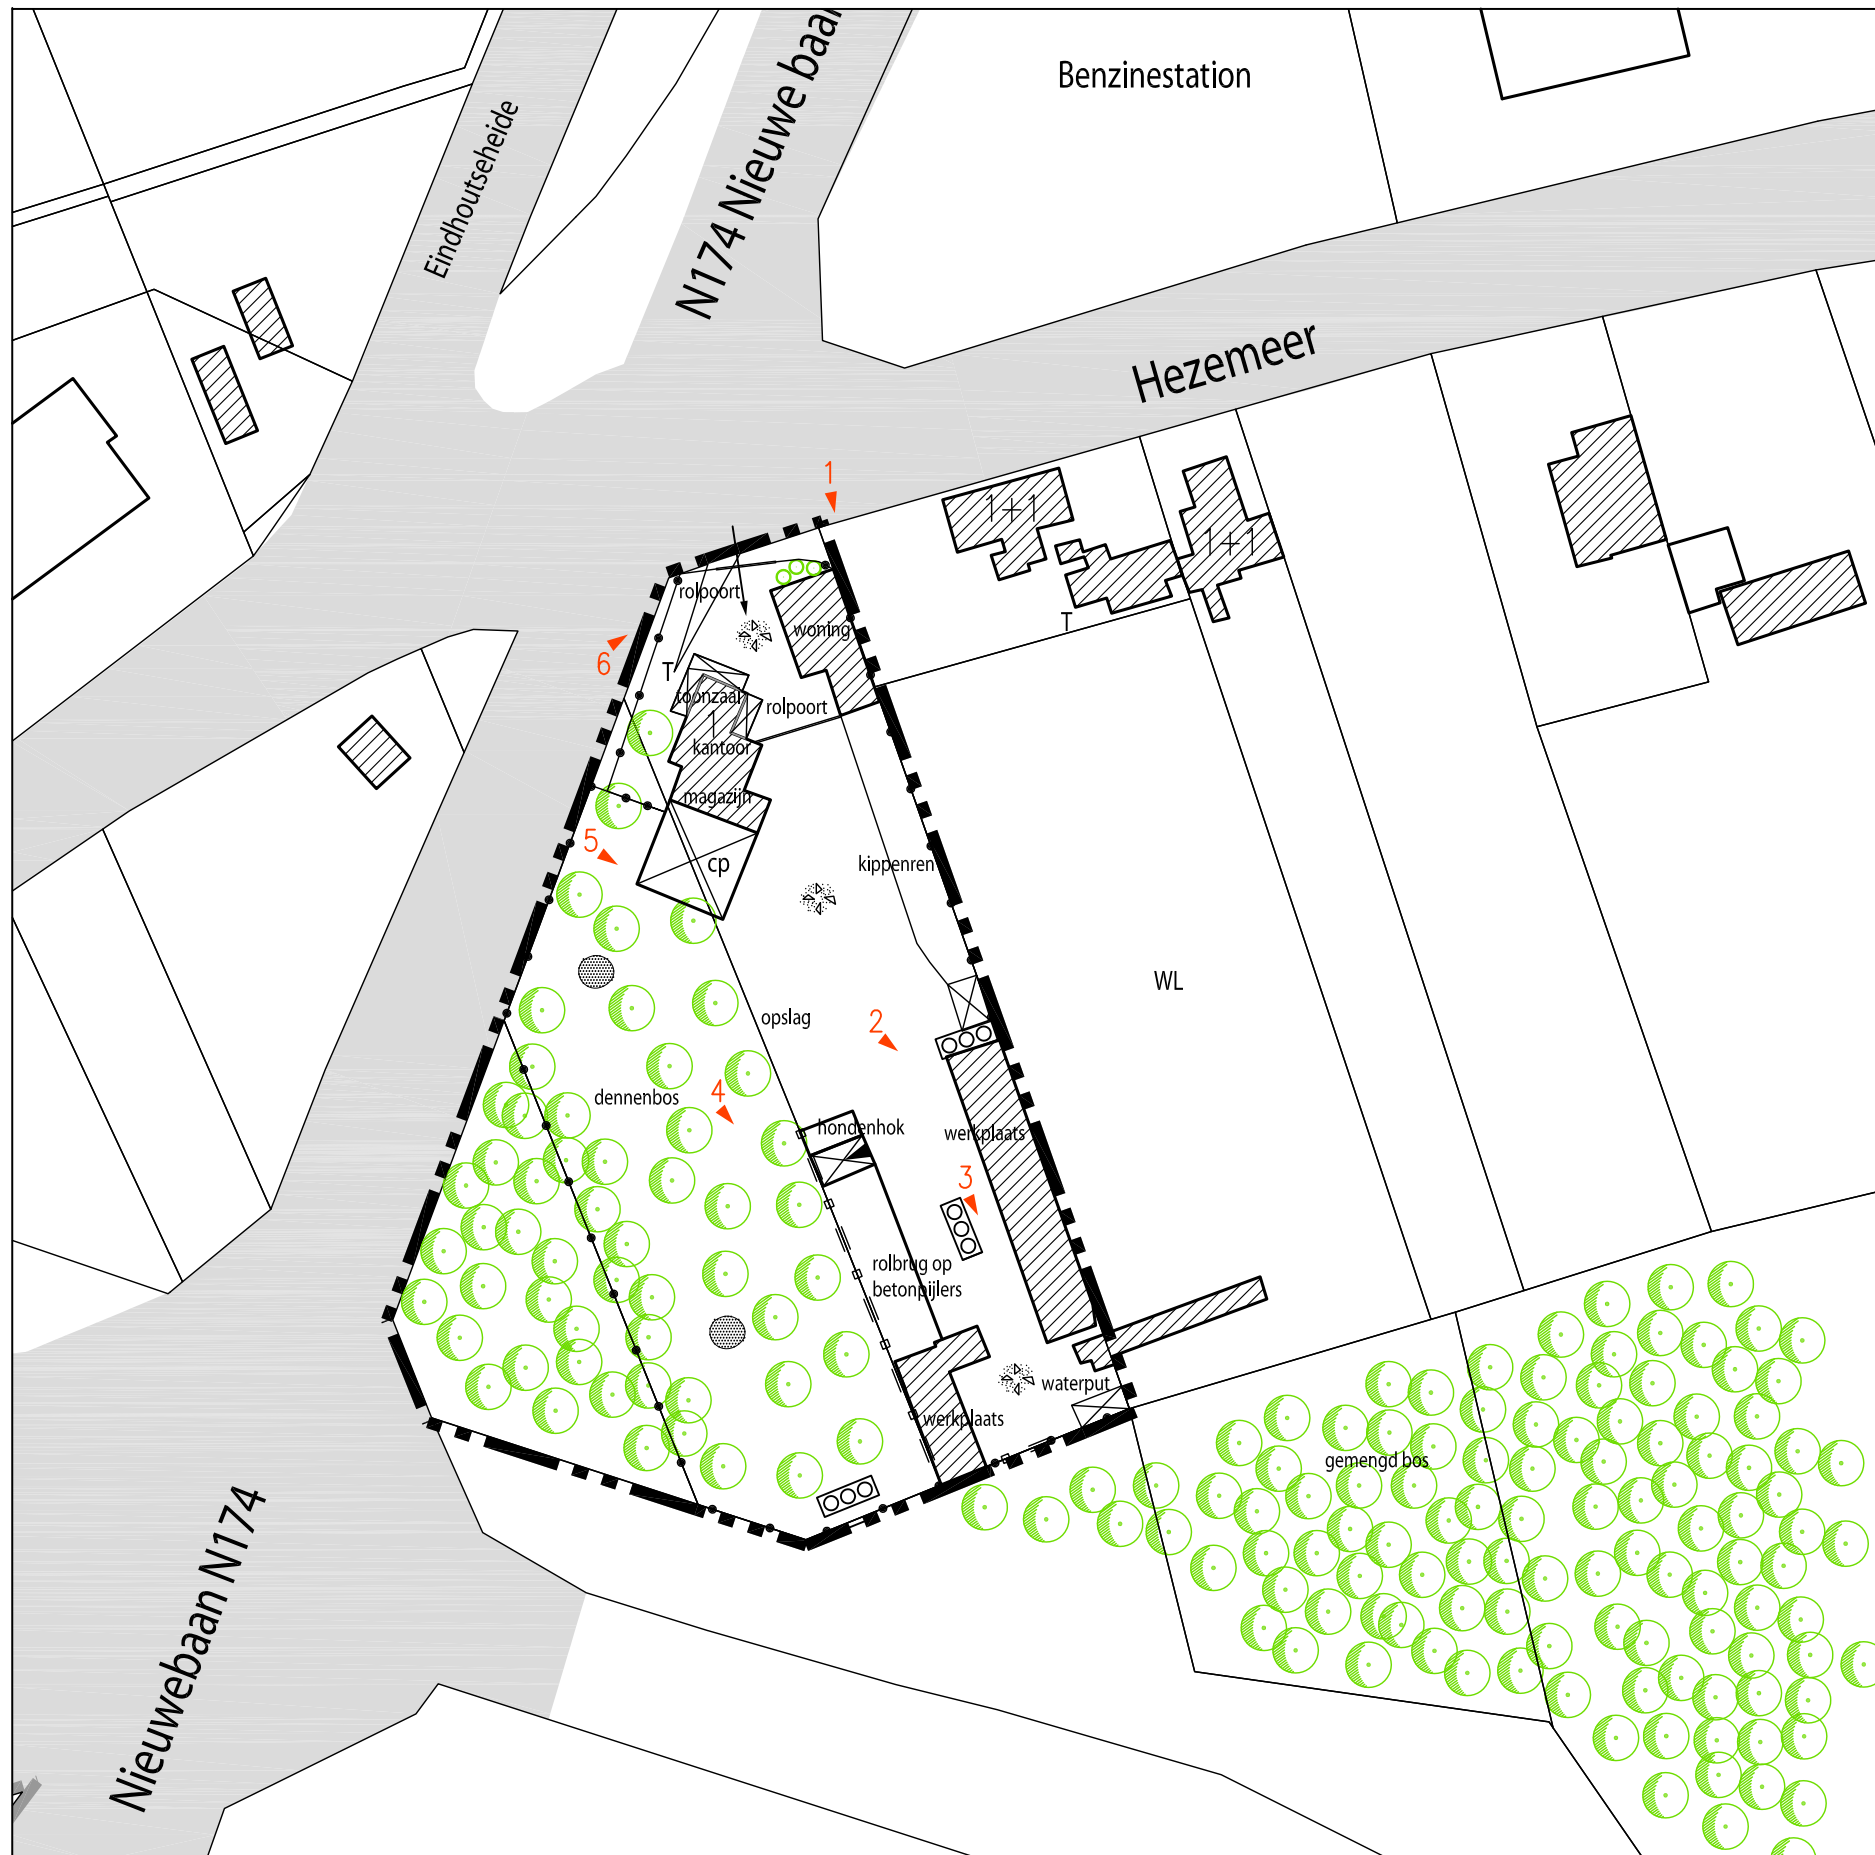 Benzinestation
Eindhoutseheide
N174 Nieuwe baan
Hezemeer
1
1+1
1+1
rolpoort
woning
T
6
T
toonzaal
rolpoort
1
kantoor
magazijn
5
cp
kippenren
WL
2
opslag
dennenbos
4
hondenhok
werkplaats
3
rolbrug op
betonpijlers
waterput
werkplaats
gemengd bos
Nieuwebaan N174